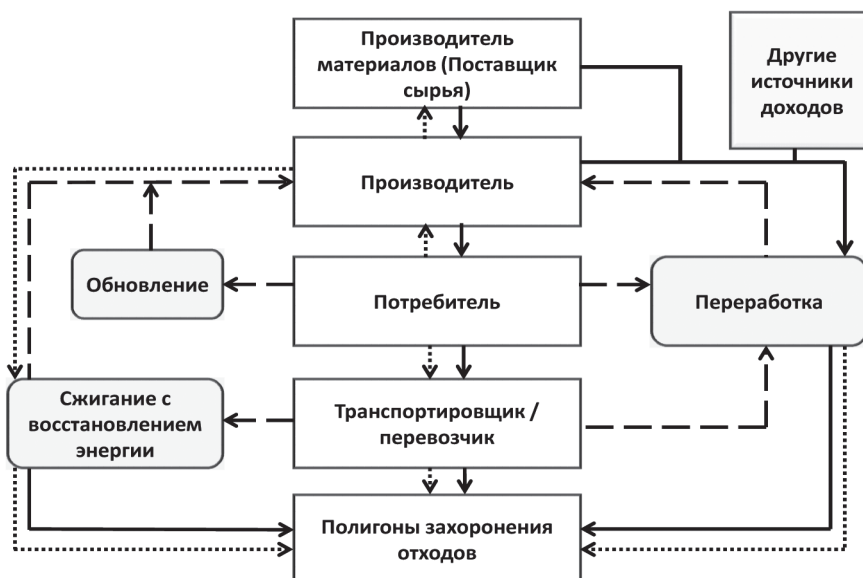 Производитель
материалов (Поставщик
сырья)
Другие
источники
доходов
Производитель
Обновление
Потребитель
Переработка
Сжигание с
восстановлением
энергии
Транспортировщик /
перевозчик
Полигоны захоронения
отходов